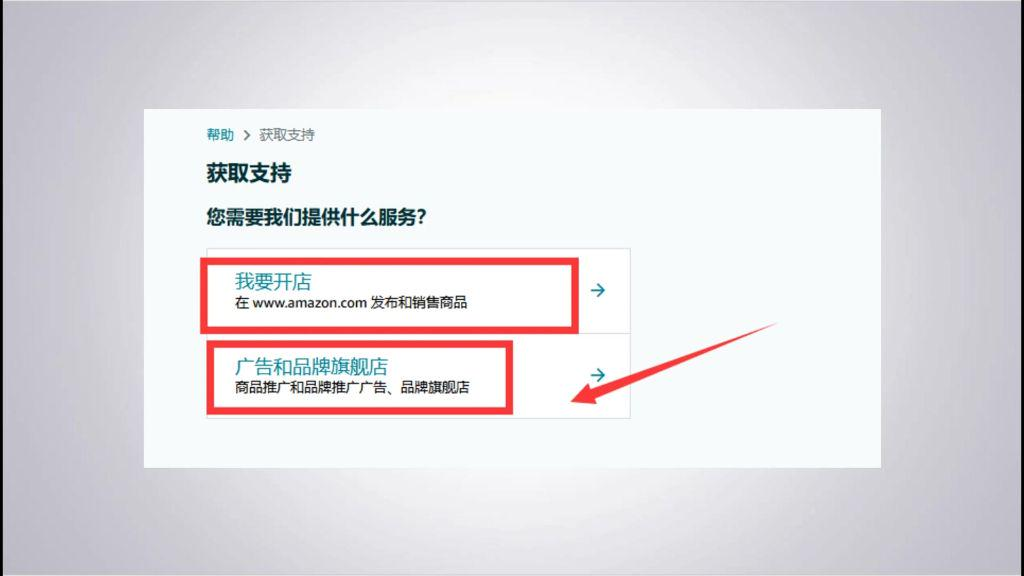 帮助 > 获取支持
获取支持
您需要我们提供什么服务?
我要开店
在 www.amazon.com 发布和销售商品
广告和品牌旗舰店
商品推广和品牌推广广告、品牌旗舰店